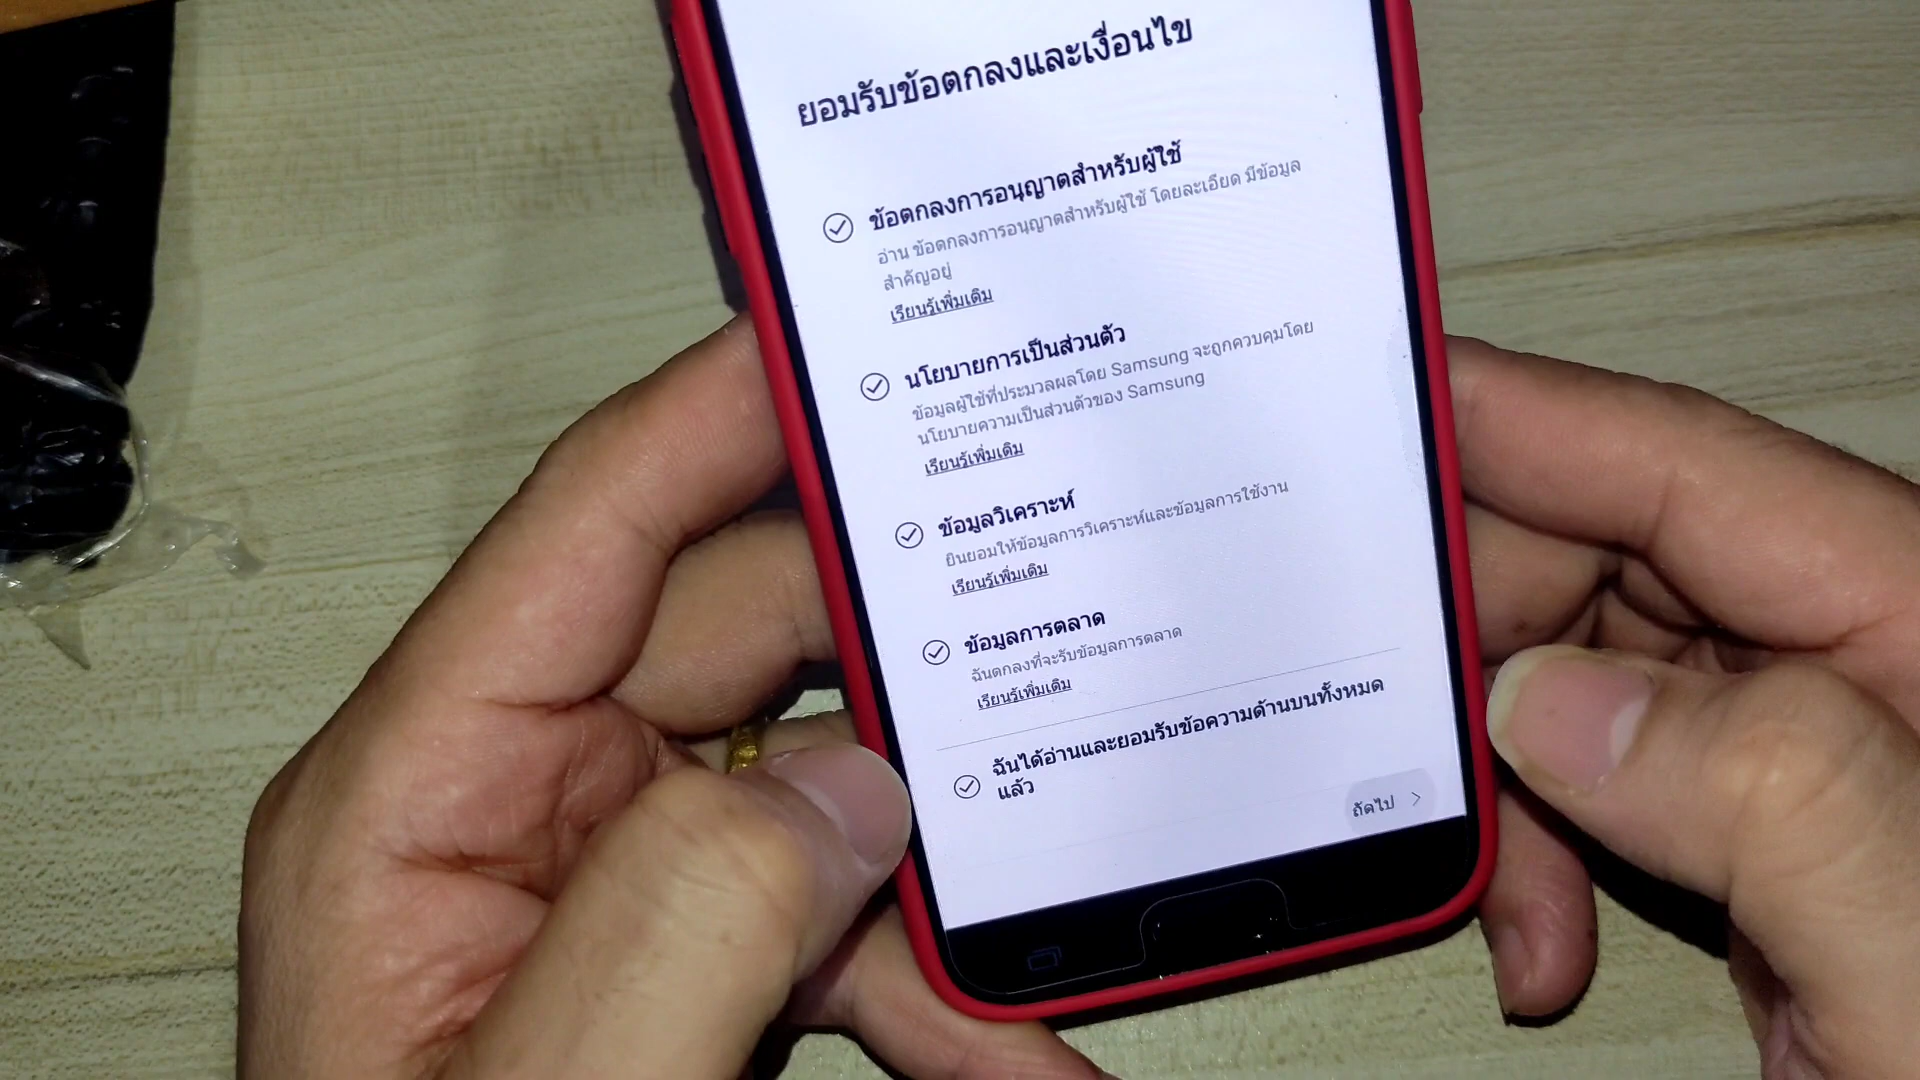 ยอมรับข้อตกลงและเงื่อนไข
ข้อตกลงการอนุญาตสำหรับผู้ใช้
อ่าน ข้อตกลงการอนุญาตสำหรับผู้ใช้ โดยละเอียด มีข้อมูล
สำคัญอยู่
เรียนรู้เพิ่มเติม
นโยบายการเป็นส่วนตัว
ข้อมูลผู้ใช้ที่ประมวลผลโดย Samsung จะถูกควบคุมโดย
นโยบายความเป็นส่วนตัวของ Samsung
เรียนรู้เพิ่มเติม
ข้อมูลวิเคราะห์
ยินยอมให้ข้อมูลการวิเคราะห์และข้อมูลการใช้งาน
เรียนรู้เพิ่มเติม
ข้อมูลการตลาด
ฉันตกลงที่จะรับข้อมูลการตลาด
เรียนรู้เพิ่มเติม
ฉันได้อ่านและยอมรับข้อความด้านบนทั้งหมด
แล้ว
ถัดไป